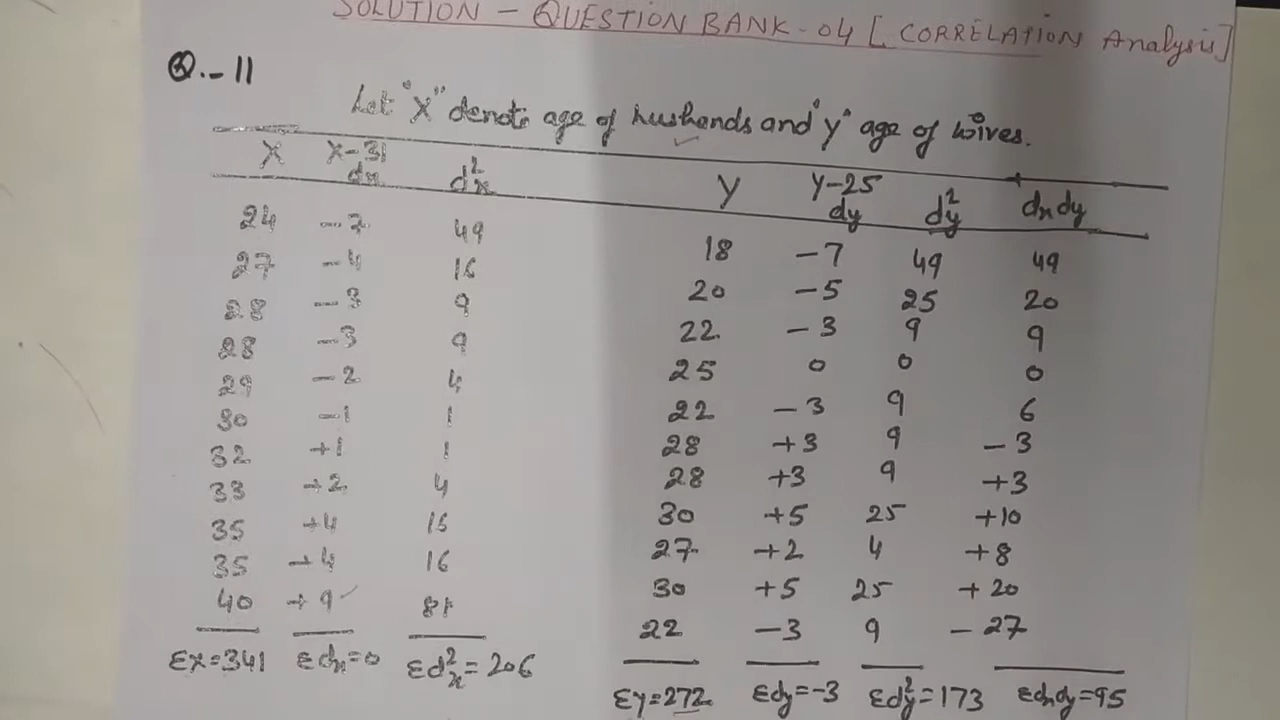 SOLUTION - QUESTION BANK-04 [CORRELATION Analysis]
Q.-11
Let "X" denote age of husbands and "Y" age of wives.
X X-31 dx d²x Y Y-25 dy d²y dxdy
24 -7 49 18 -7 49 49
27 -4 16 20 -5 25 20
28 -3 9 22 -3 9 9
28 -3 9 25 0 0 0
29 -2 4 22 -3 9 6
30 -1 1 28 +3 9 -3
32 +1 1 28 +3 9 +3
33 +2 4 30 +5 25 +10
35 +4 16 27 +2 4 +8
35 +4 16 30 +5 25 +20
40 +9 81 22 -3 9 -27
Σx=341 Σdx=0 Σd²x=206 Σy=272 Σdy=-3 Σd²y=173 Σdxdy=95